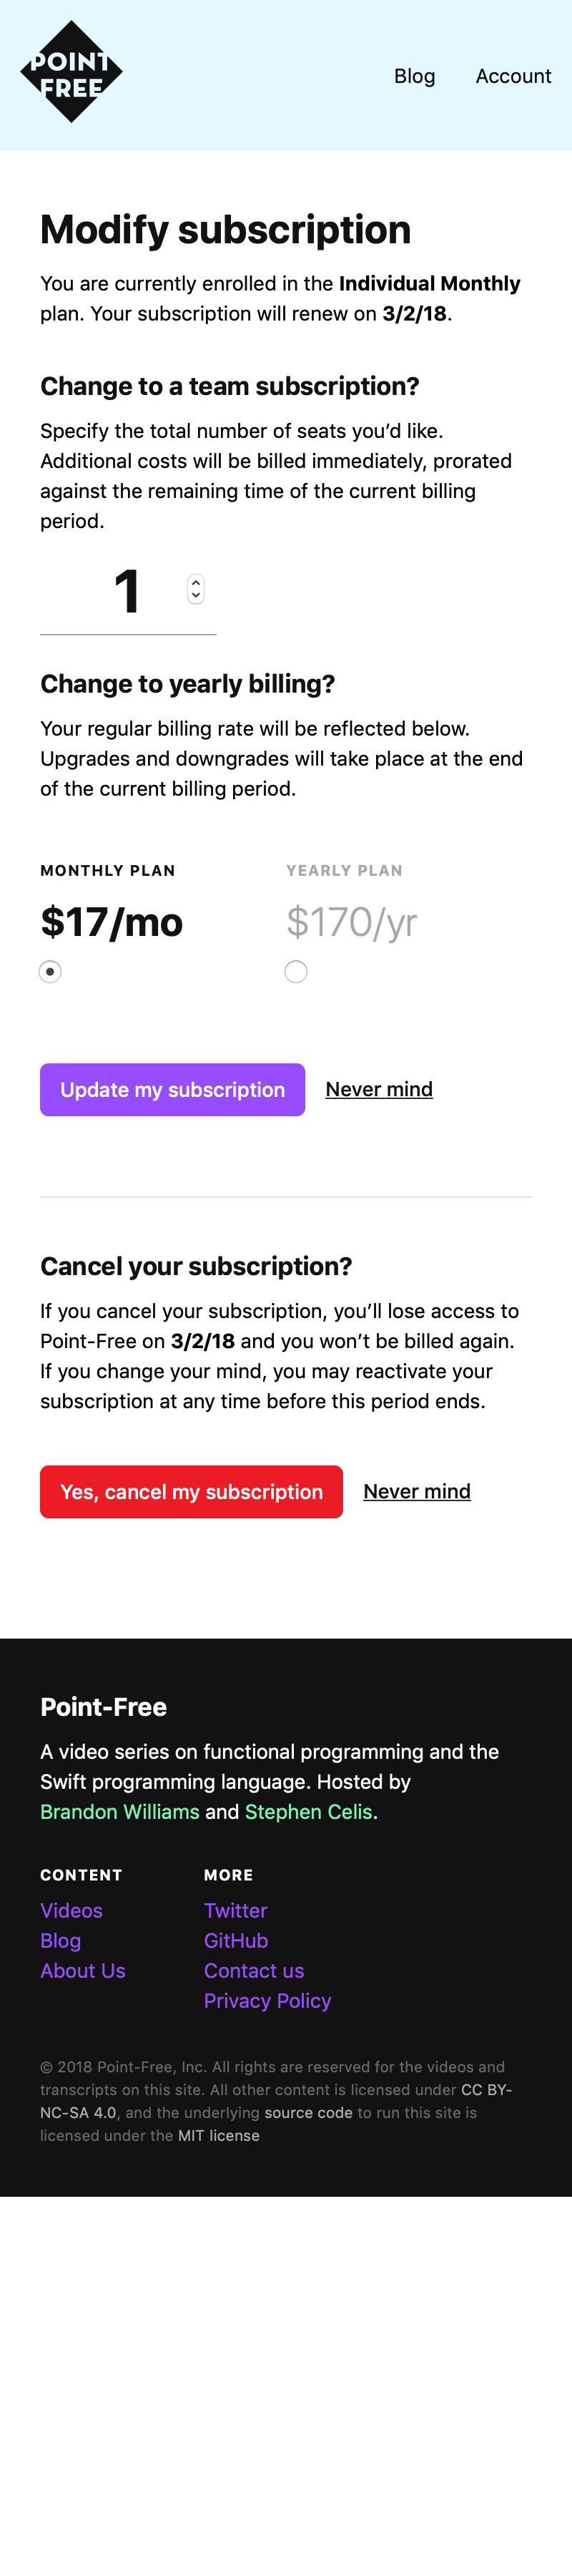 POINT
FREE
Blog Account
Modify subscription
You are currently enrolled in the Individual Monthly
plan. Your subscription will renew on 3/2/18.
Change to a team subscription?
Specify the total number of seats you’d like.
Additional costs will be billed immediately, prorated
against the remaining time of the current billing
period.
1
Change to yearly billing?
Your regular billing rate will be reflected below.
Upgrades and downgrades will take place at the end
of the current billing period.
MONTHLY PLAN YEARLY PLAN
$17/mo $170/yr
Update my subscription Never mind
Cancel your subscription?
If you cancel your subscription, you’ll lose access to
Point-Free on 3/2/18 and you won’t be billed again.
If you change your mind, you may reactivate your
subscription at any time before this period ends.
Yes, cancel my subscription Never mind
Point-Free
A video series on functional programming and the
Swift programming language. Hosted by
Brandon Williams and Stephen Celis.
CONTENT MORE
Videos Twitter
Blog GitHub
About Us Contact us
Privacy Policy
© 2018 Point-Free, Inc. All rights are reserved for the videos and
transcripts on this site. All other content is licensed under CC BY-
NC-SA 4.0, and the underlying source code to run this site is
licensed under the MIT license